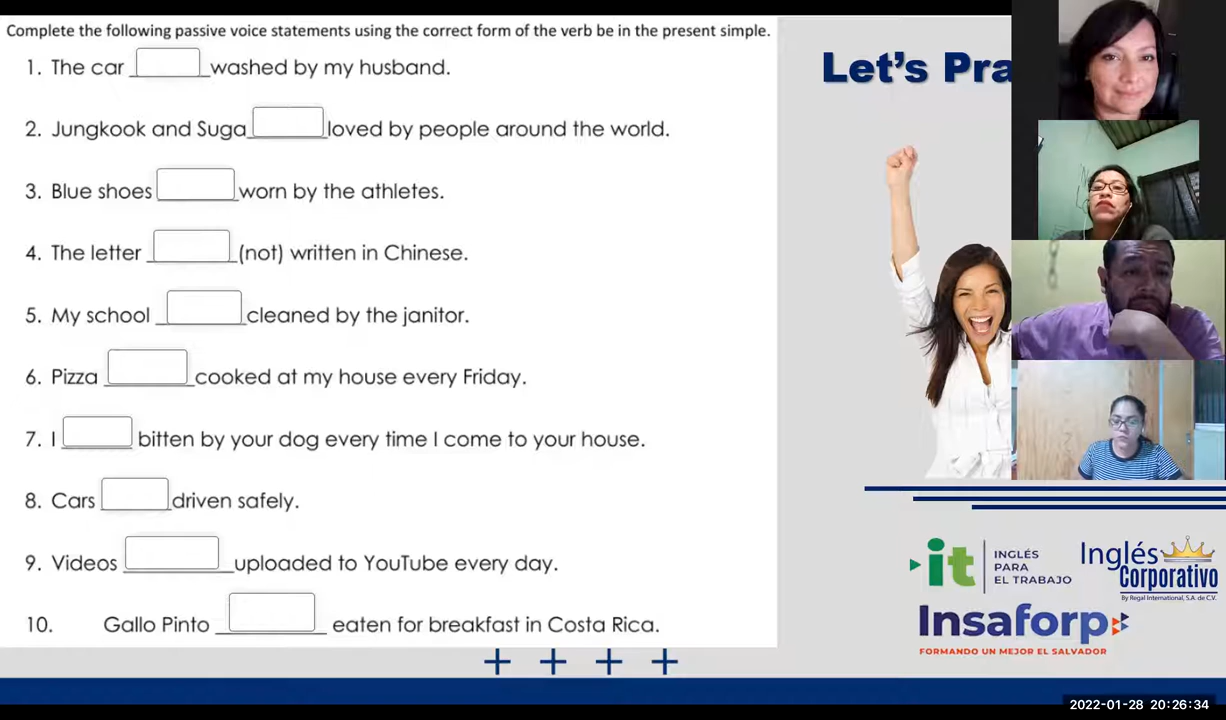 Complete the following passive voice statements using the correct form of the verb be in the present simple.
1. The car washed by my husband.
2. Jungkook and Suga loved by people around the world.
3. Blue shoes worn by the athletes.
4. The letter (not) written in Chinese.
5. My school cleaned by the janitor.
6. Pizza cooked at my house every Friday.
7. I bitten by your dog every time I come to your house.
8. Cars driven safely.
9. Videos uploaded to YouTube every day.
10. Gallo Pinto eaten for breakfast in Costa Rica.
Let's Pra
it
INGLÉS
PARA
EL TRABAJO
Inglés
Corporativo
By Regal International, S.A. de C.V.
Insaforp
FORMANDO UN MEJOR EL SALVADOR
2022-01-28 20:26:34